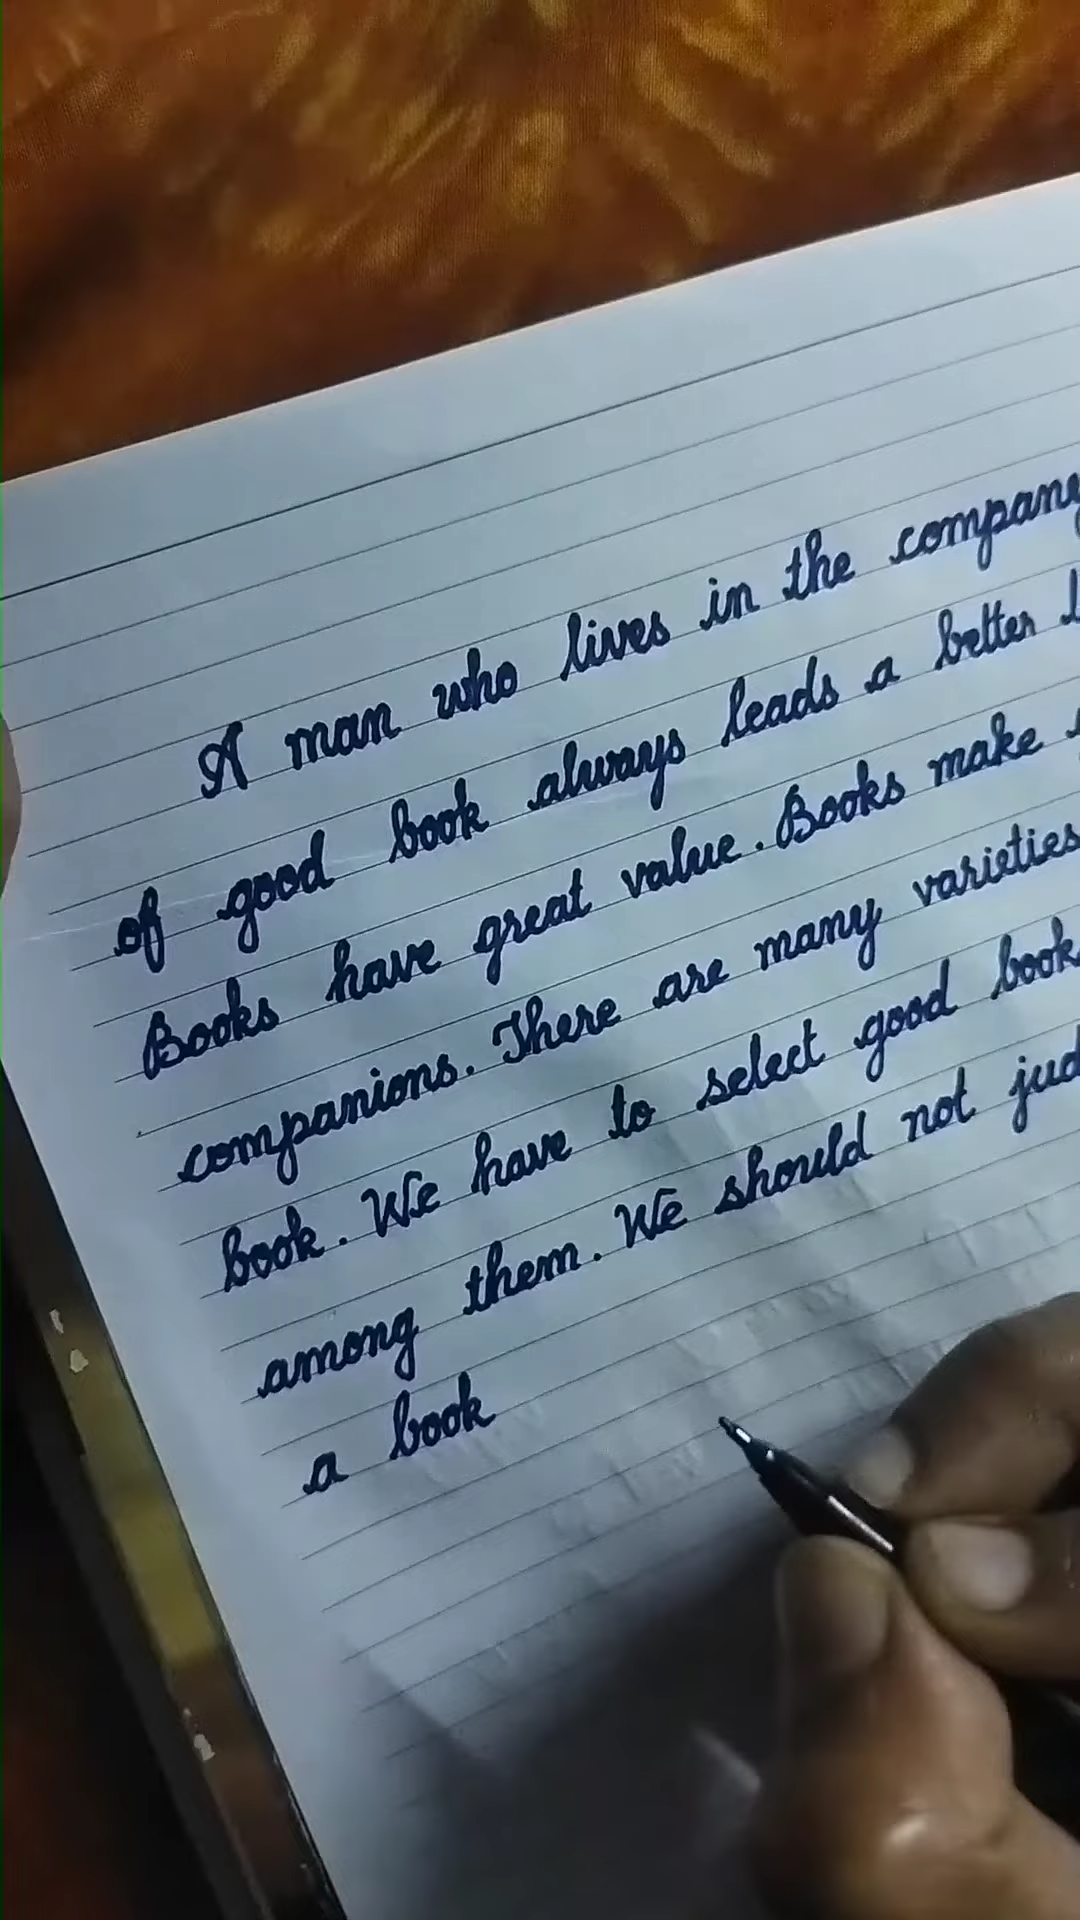 A man who lives in the company
of good book always leads a better
Books have great value. Books make
companions. There are many varieties
book. We have to select good book
among them. We should not jud
a book